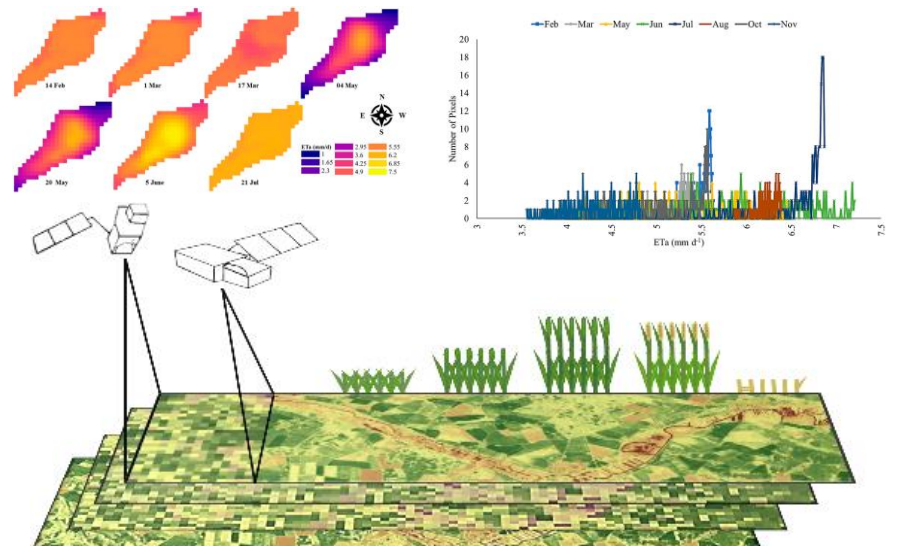 14 Feb
1 Mar
17 Mar
04 May
20 May
5 June
21 Jul
N
E W
S
ETa (mm/d)
1
1.65
2.3
2.95
3.6
4.25
4.9
5.55
6.2
6.85
7.5
Feb Mar May Jun Jul Aug Oct Nov
Number of Pixels
20
18
16
14
12
10
8
6
4
2
0
3 3.5 4 4.5 5 5.5 6 6.5 7 7.5
ETa (mm d⁻¹)